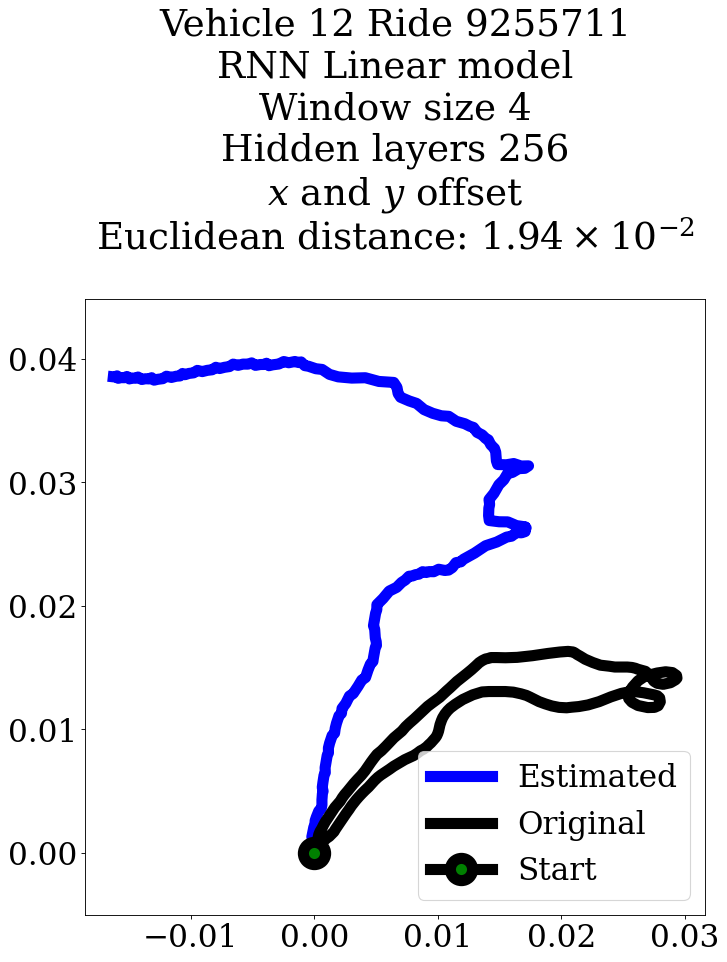 Vehicle 12 Ride 9255711
RNN Linear model
Window size 4
Hidden layers 256
x and y offset
Euclidean distance: 1.94 × 10⁻²
0.04
0.03
0.02
0.01
0.00
Estimated
Original
Start
−0.01 0.00 0.01 0.02 0.03